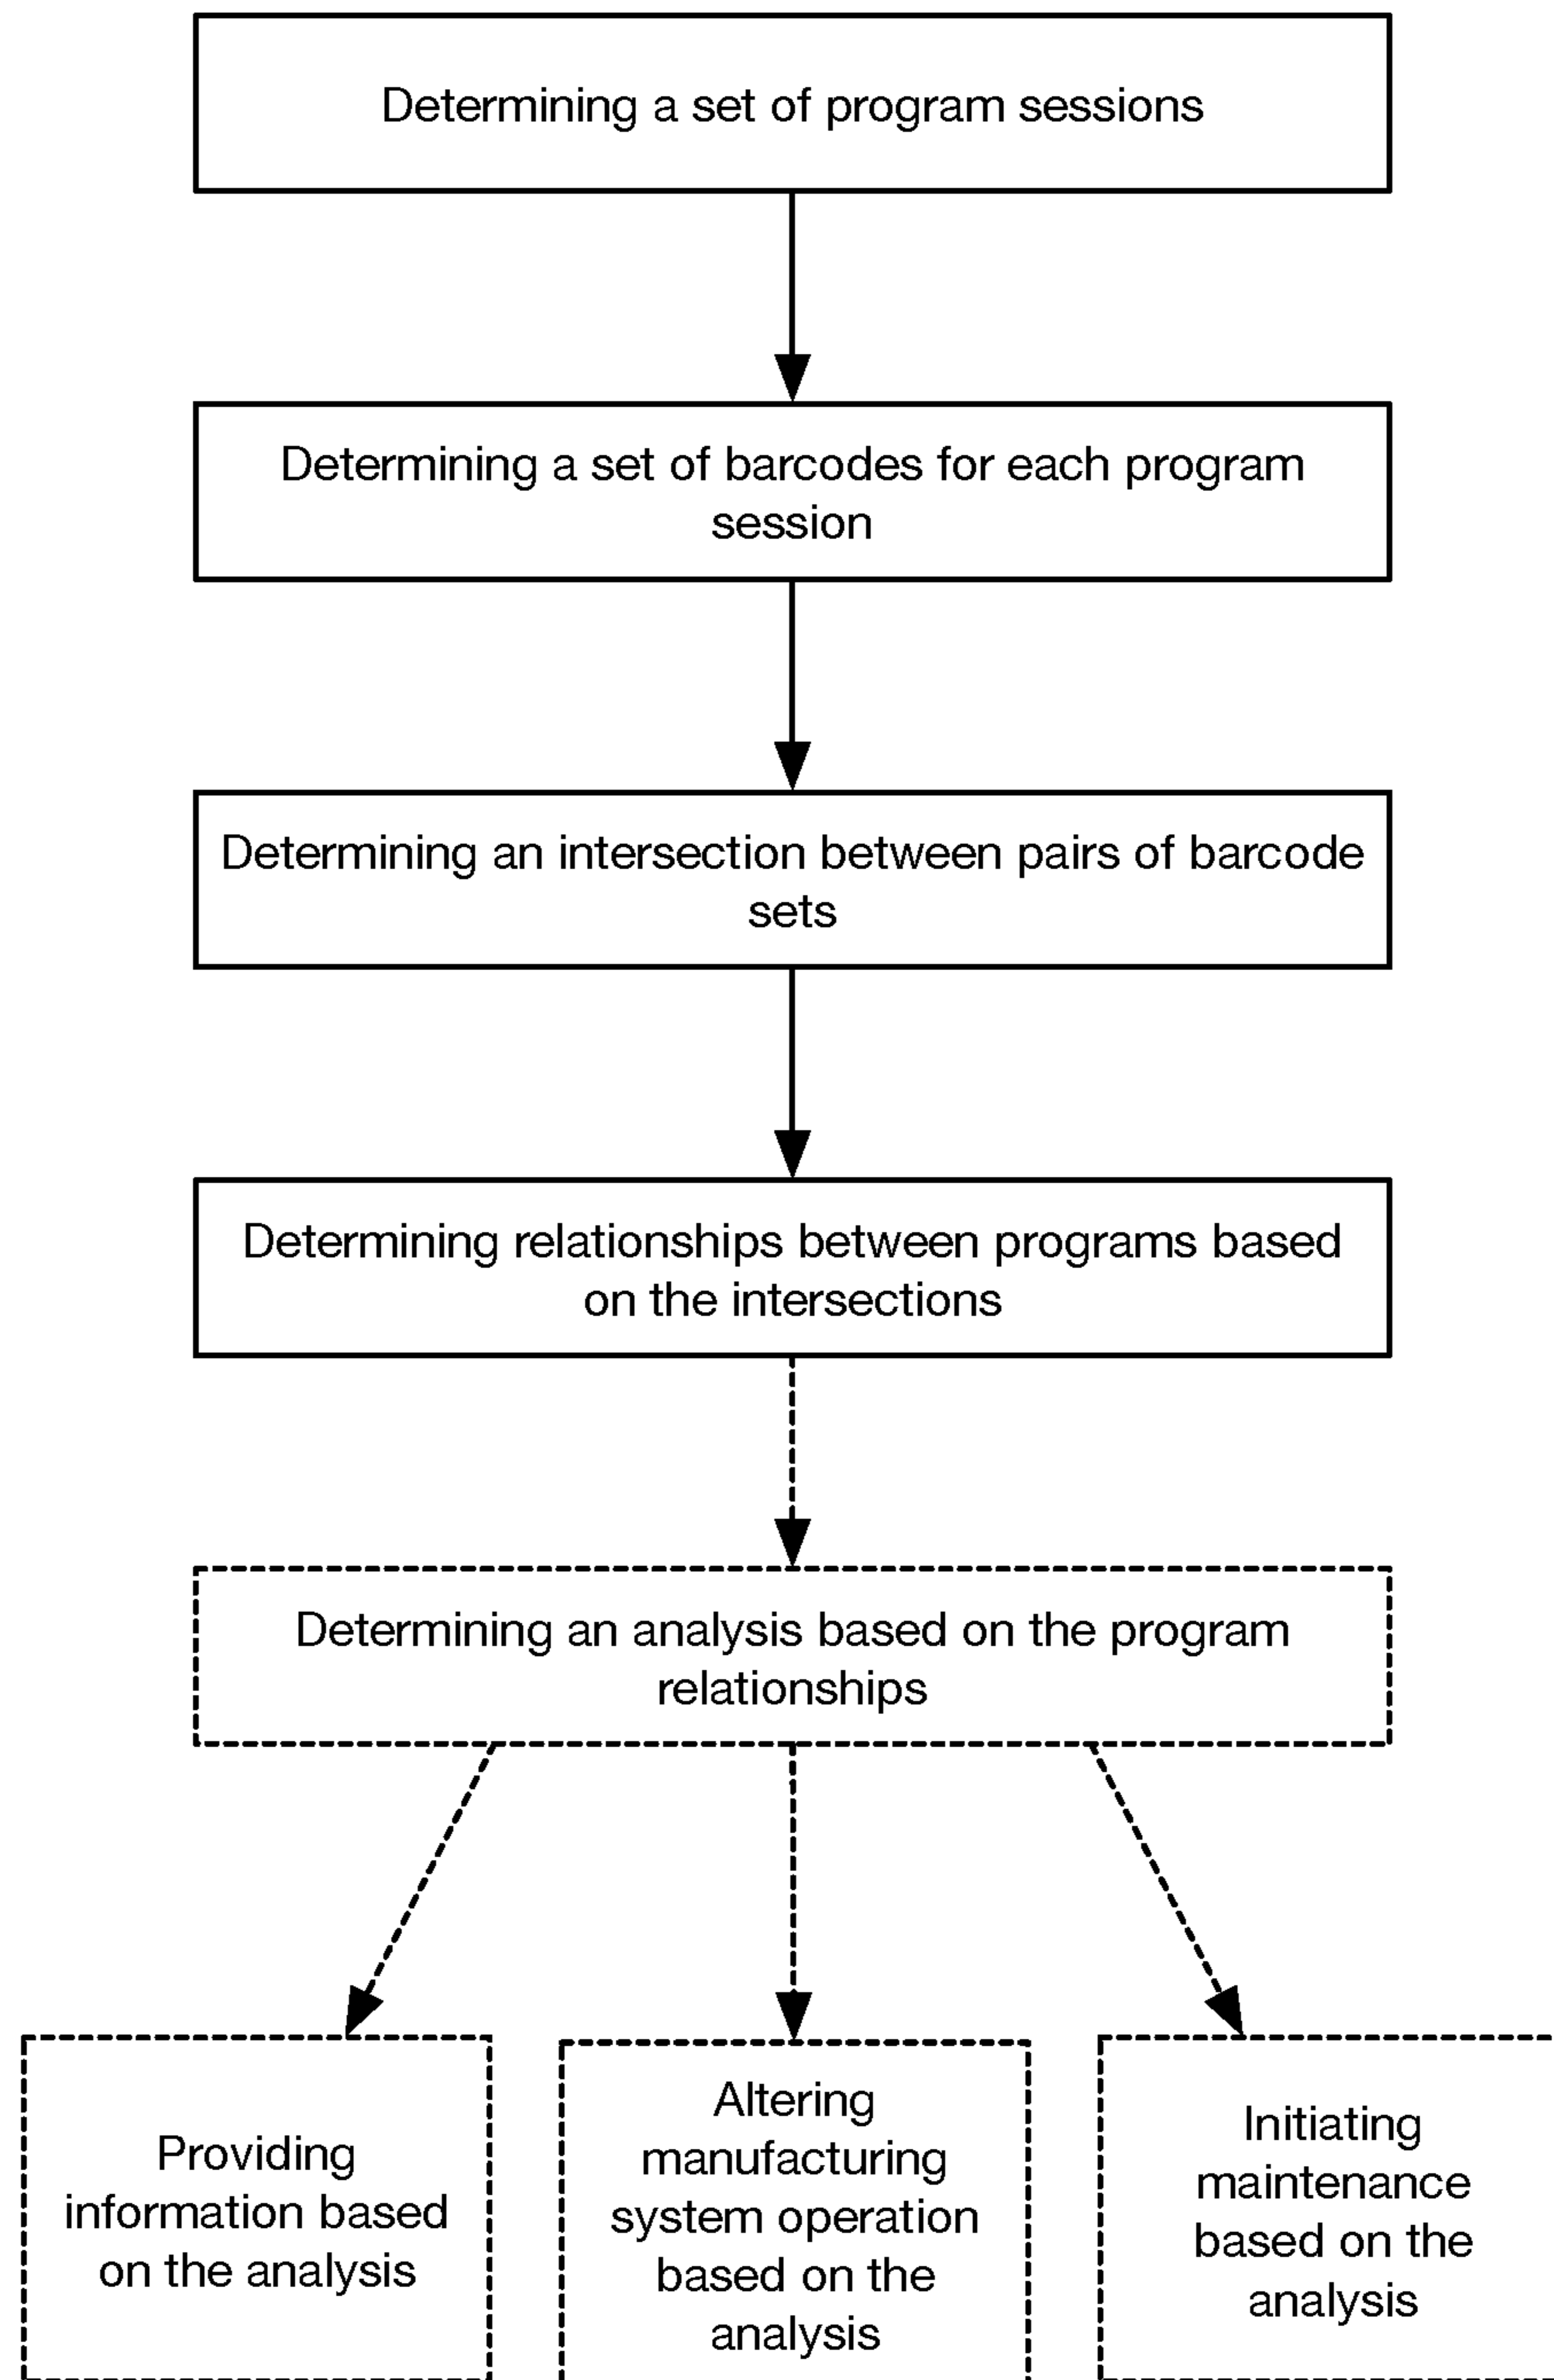 Determining a set of program sessions
Determining a set of barcodes for each program
session
Determining an intersection between pairs of barcode
sets
Determining relationships between programs based
on the intersections
Determining an analysis based on the program
relationships
Providing
information based
on the analysis
Altering
manufacturing
system operation
based on the
analysis
Initiating
maintenance
based on the
analysis